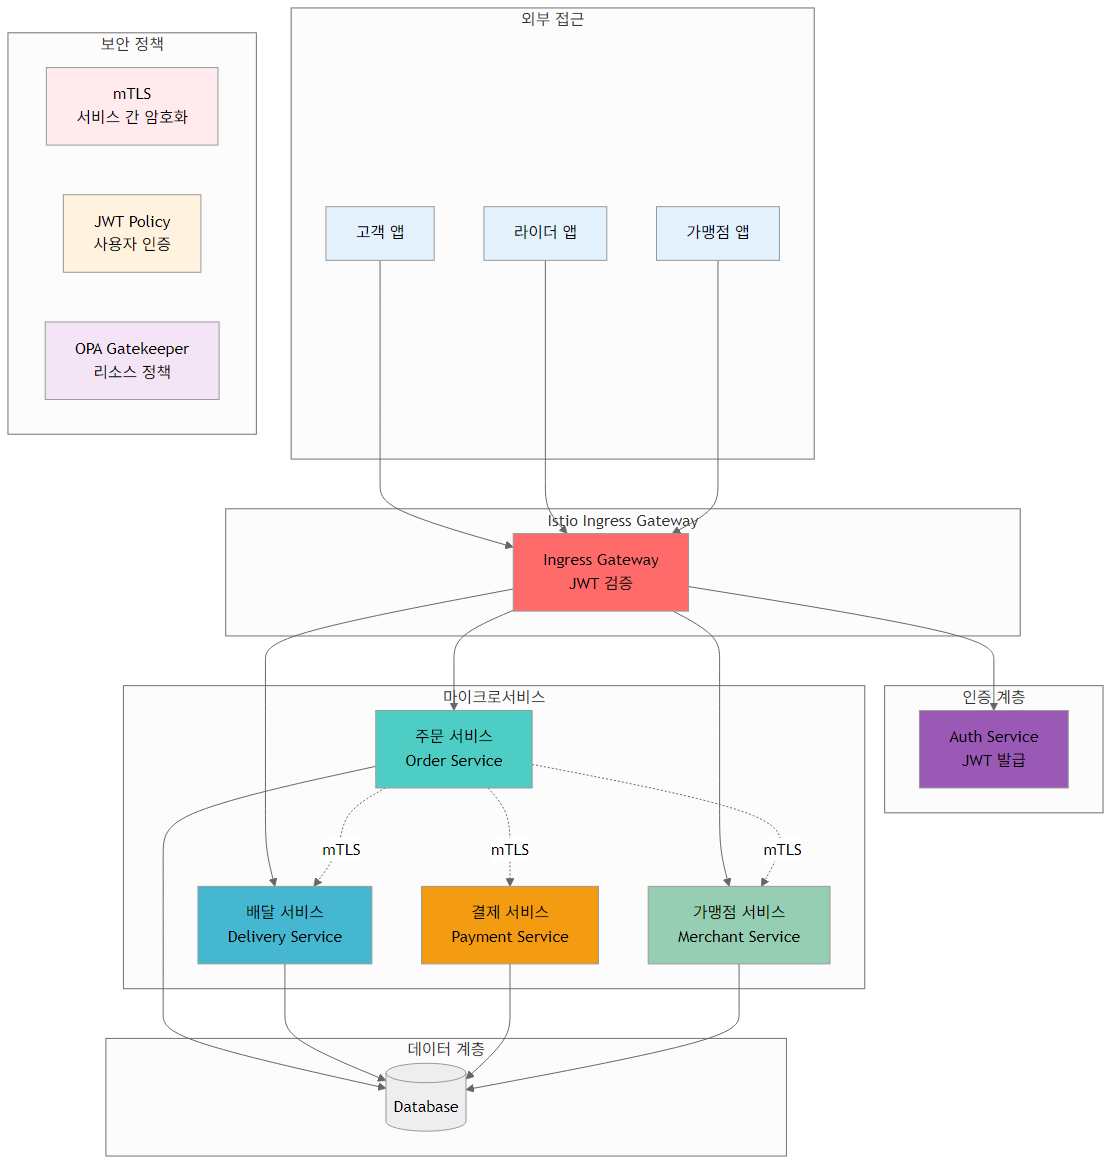 보안 정책
mTLS
서비스 간 암호화
JWT Policy
사용자 인증
OPA Gatekeeper
리소스 정책
외부 접근
고객 앱
라이더 앱
가맹점 앱
Istio Ingress Gateway
Ingress Gateway
JWT 검증
마이크로서비스
주문 서비스
Order Service
mTLS
mTLS
mTLS
배달 서비스
Delivery Service
결제 서비스
Payment Service
가맹점 서비스
Merchant Service
인증 계층
Auth Service
JWT 발급
데이터 계층
Database